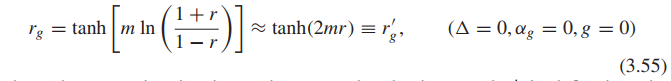 r_g = tanh [ m ln ( (1 + r) / (1 − r) ) ] ≈ tanh(2mr) ≡ r′_g,    (Δ = 0, α_g = 0, g = 0)
(3.55)